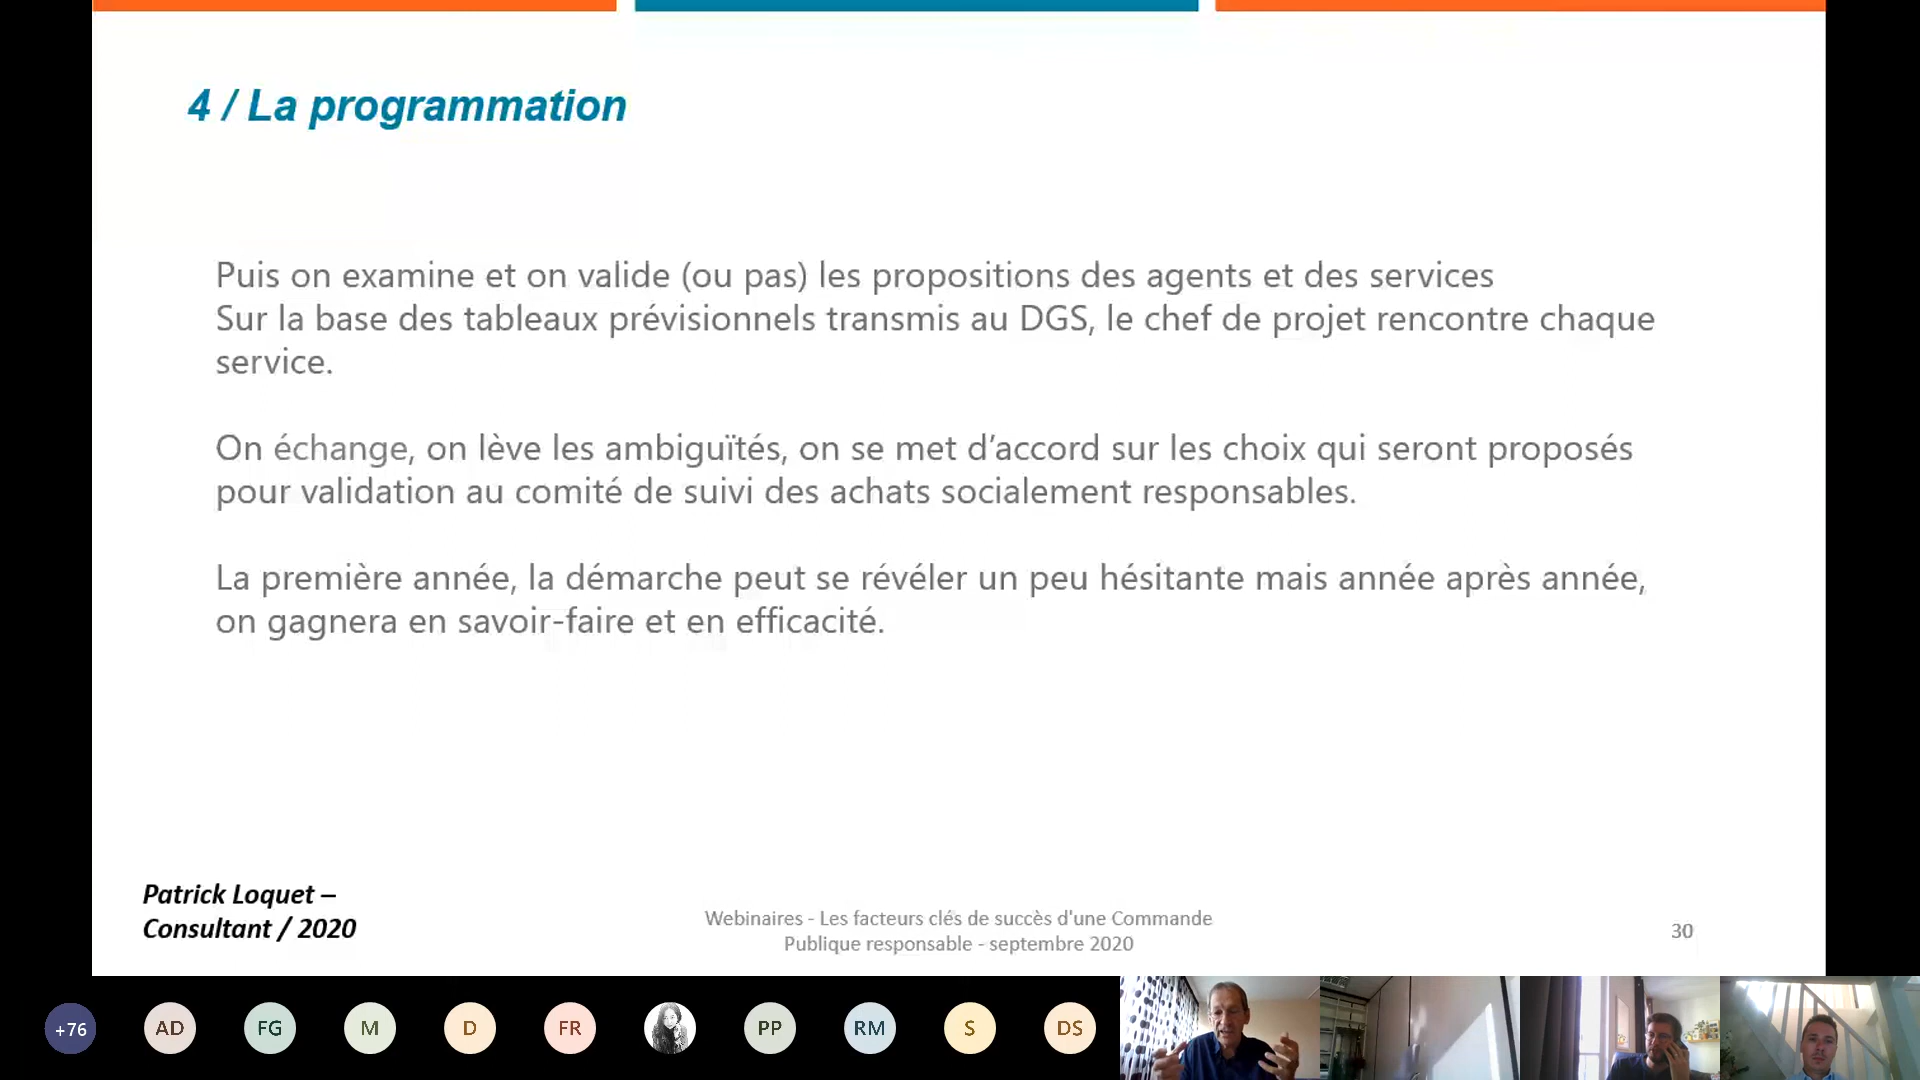 4 / La programmation
Puis on examine et on valide (ou pas) les propositions des agents et des services
Sur la base des tableaux prévisionnels transmis au DGS, le chef de projet rencontre chaque
service.
On échange, on lève les ambiguïtés, on se met d’accord sur les choix qui seront proposés
pour validation au comité de suivi des achats socialement responsables.
La première année, la démarche peut se révéler un peu hésitante mais année après année,
on gagnera en savoir-faire et en efficacité.
Patrick Loquet –
Consultant / 2020
Webinaires - Les facteurs clés de succès d'une Commande
Publique responsable - septembre 2020
30
+76 AD FG M D FR PP RM S DS